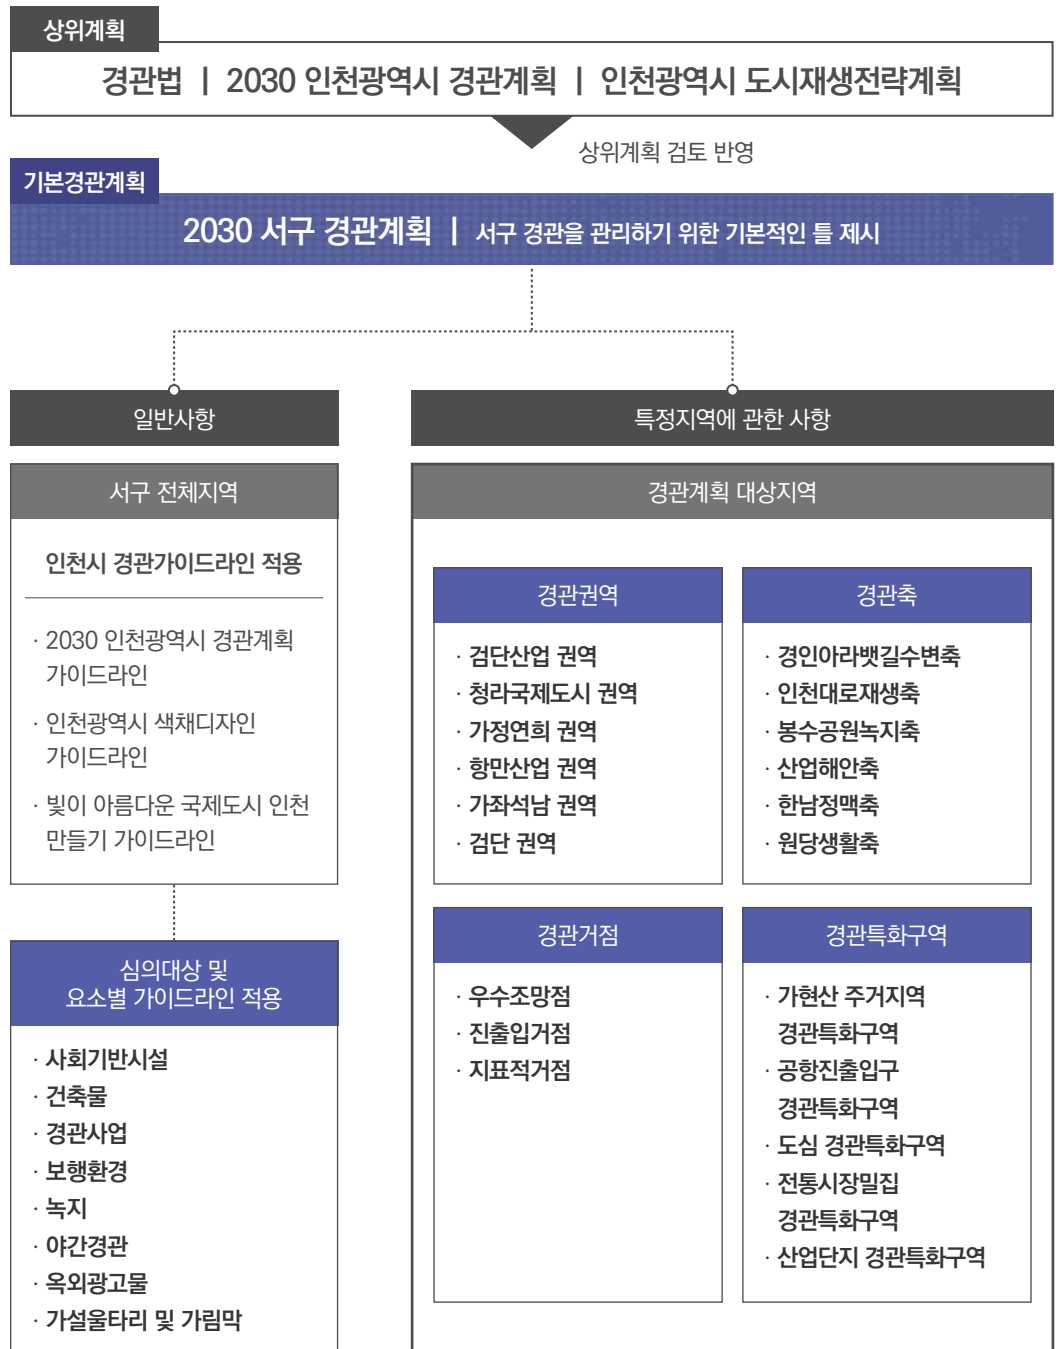 상위계획
경관법 | 2030 인천광역시 경관계획 | 인천광역시 도시재생전략계획
상위계획 검토 반영
기본경관계획
2030 서구 경관계획 | 서구 경관을 관리하기 위한 기본적인 틀 제시
일반사항
서구 전체지역
인천시 경관가이드라인 적용
· 2030 인천광역시 경관계획
가이드라인
· 인천광역시 색채디자인
가이드라인
· 빛이 아름다운 국제도시 인천
만들기 가이드라인
심의대상 및
요소별 가이드라인 적용
· 사회기반시설
· 건축물
· 경관사업
· 보행환경
· 녹지
· 야간경관
· 옥외광고물
· 가설울타리 및 가림막
특정지역에 관한 사항
경관계획 대상지역
경관권역
· 검단산업 권역
· 청라국제도시 권역
· 가정연희 권역
· 항만산업 권역
· 가좌석남 권역
· 검단 권역
경관축
· 경인아라뱃길수변축
· 인천대로재생축
· 봉수공원녹지축
· 산업해안축
· 한남정맥축
· 원당생활축
경관거점
· 우수조망점
· 진출입거점
· 지표적거점
경관특화구역
· 가현산 주거지역
경관특화구역
· 공항진출입구
경관특화구역
· 도심 경관특화구역
· 전통시장밀집
경관특화구역
· 산업단지 경관특화구역